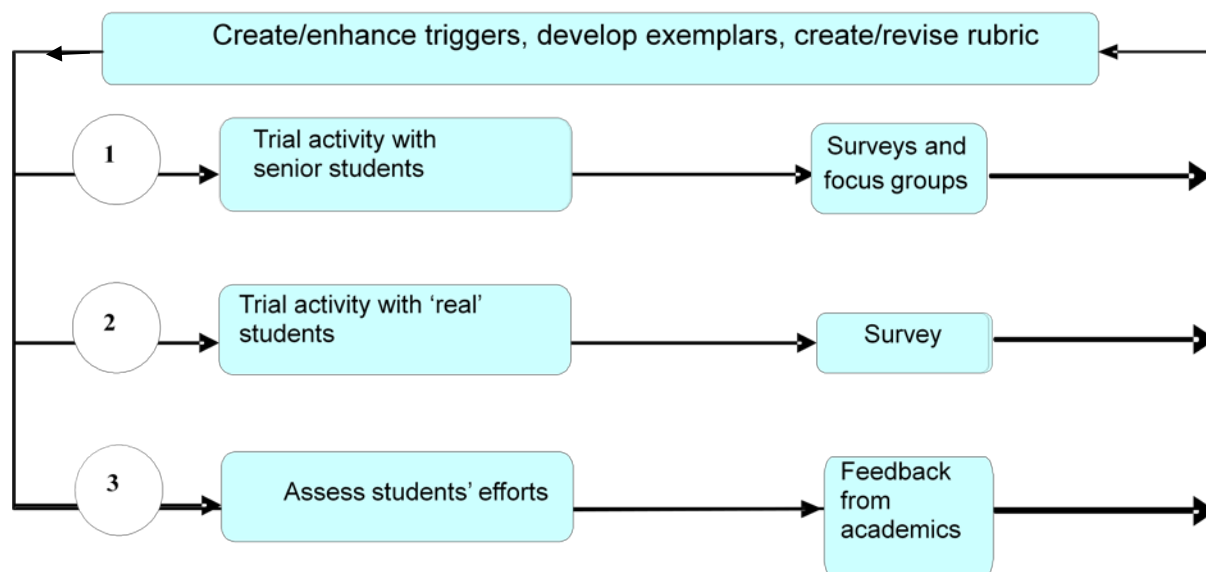 Create/enhance triggers, develop exemplars, create/revise rubric
1
Trial activity with
senior students
Surveys and
focus groups
2
Trial activity with ‘real’
students
Survey
3
Assess students’ efforts
Feedback
from
academics